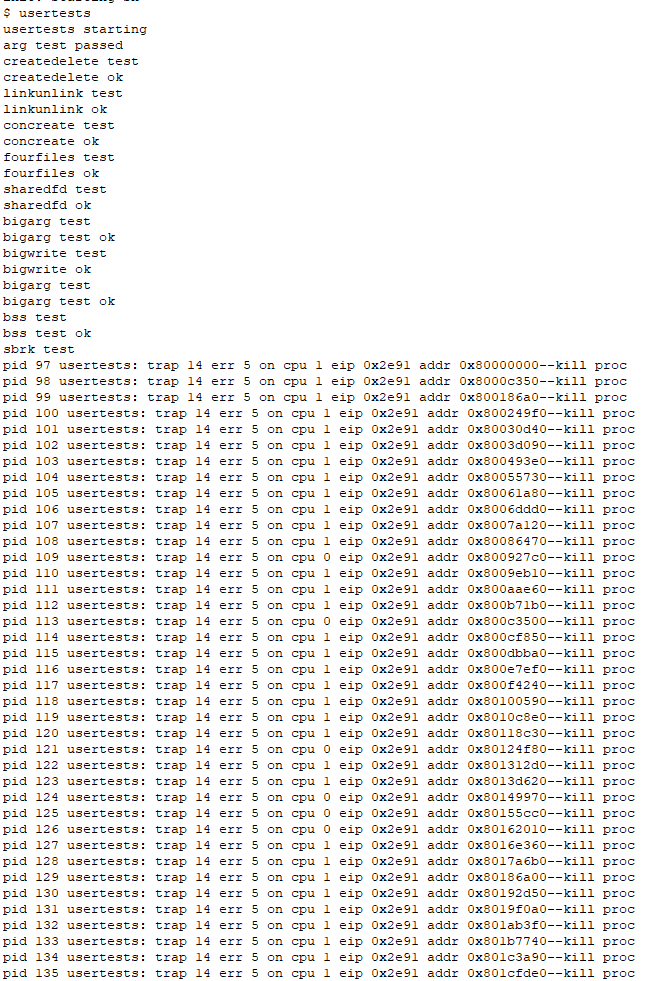 $ usertests
usertests starting
arg test passed
createdelete test
createdelete ok
linkunlink test
linkunlink ok
concreate test
concreate ok
fourfiles test
fourfiles ok
sharedfd test
sharedfd ok
bigarg test
bigarg test ok
bigwrite test
bigwrite ok
bigarg test
bigarg test ok
bss test
bss test ok
sbrk test
pid 97 usertests: trap 14 err 5 on cpu 1 eip 0x2e91 addr 0x80000000--kill proc
pid 98 usertests: trap 14 err 5 on cpu 1 eip 0x2e91 addr 0x8000c350--kill proc
pid 99 usertests: trap 14 err 5 on cpu 1 eip 0x2e91 addr 0x800186a0--kill proc
pid 100 usertests: trap 14 err 5 on cpu 1 eip 0x2e91 addr 0x800249f0--kill proc
pid 101 usertests: trap 14 err 5 on cpu 1 eip 0x2e91 addr 0x80030d40--kill proc
pid 102 usertests: trap 14 err 5 on cpu 1 eip 0x2e91 addr 0x8003d090--kill proc
pid 103 usertests: trap 14 err 5 on cpu 1 eip 0x2e91 addr 0x800493e0--kill proc
pid 104 usertests: trap 14 err 5 on cpu 1 eip 0x2e91 addr 0x80055730--kill proc
pid 105 usertests: trap 14 err 5 on cpu 1 eip 0x2e91 addr 0x80061a80--kill proc
pid 106 usertests: trap 14 err 5 on cpu 1 eip 0x2e91 addr 0x8006ddd0--kill proc
pid 107 usertests: trap 14 err 5 on cpu 1 eip 0x2e91 addr 0x8007a120--kill proc
pid 108 usertests: trap 14 err 5 on cpu 1 eip 0x2e91 addr 0x80086470--kill proc
pid 109 usertests: trap 14 err 5 on cpu 0 eip 0x2e91 addr 0x800927c0--kill proc
pid 110 usertests: trap 14 err 5 on cpu 1 eip 0x2e91 addr 0x8009eb10--kill proc
pid 111 usertests: trap 14 err 5 on cpu 1 eip 0x2e91 addr 0x800aae60--kill proc
pid 112 usertests: trap 14 err 5 on cpu 1 eip 0x2e91 addr 0x800b71b0--kill proc
pid 113 usertests: trap 14 err 5 on cpu 0 eip 0x2e91 addr 0x800c3500--kill proc
pid 114 usertests: trap 14 err 5 on cpu 1 eip 0x2e91 addr 0x800cf850--kill proc
pid 115 usertests: trap 14 err 5 on cpu 1 eip 0x2e91 addr 0x800dbba0--kill proc
pid 116 usertests: trap 14 err 5 on cpu 1 eip 0x2e91 addr 0x800e7ef0--kill proc
pid 117 usertests: trap 14 err 5 on cpu 1 eip 0x2e91 addr 0x800f4240--kill proc
pid 118 usertests: trap 14 err 5 on cpu 1 eip 0x2e91 addr 0x80100590--kill proc
pid 119 usertests: trap 14 err 5 on cpu 1 eip 0x2e91 addr 0x8010c8e0--kill proc
pid 120 usertests: trap 14 err 5 on cpu 1 eip 0x2e91 addr 0x80118c30--kill proc
pid 121 usertests: trap 14 err 5 on cpu 0 eip 0x2e91 addr 0x80124f80--kill proc
pid 122 usertests: trap 14 err 5 on cpu 1 eip 0x2e91 addr 0x801312d0--kill proc
pid 123 usertests: trap 14 err 5 on cpu 1 eip 0x2e91 addr 0x8013d620--kill proc
pid 124 usertests: trap 14 err 5 on cpu 0 eip 0x2e91 addr 0x80149970--kill proc
pid 125 usertests: trap 14 err 5 on cpu 0 eip 0x2e91 addr 0x80155cc0--kill proc
pid 126 usertests: trap 14 err 5 on cpu 0 eip 0x2e91 addr 0x80162010--kill proc
pid 127 usertests: trap 14 err 5 on cpu 1 eip 0x2e91 addr 0x8016e360--kill proc
pid 128 usertests: trap 14 err 5 on cpu 1 eip 0x2e91 addr 0x8017a6b0--kill proc
pid 129 usertests: trap 14 err 5 on cpu 1 eip 0x2e91 addr 0x80186a00--kill proc
pid 130 usertests: trap 14 err 5 on cpu 1 eip 0x2e91 addr 0x80192d50--kill proc
pid 131 usertests: trap 14 err 5 on cpu 1 eip 0x2e91 addr 0x8019f0a0--kill proc
pid 132 usertests: trap 14 err 5 on cpu 1 eip 0x2e91 addr 0x801ab3f0--kill proc
pid 133 usertests: trap 14 err 5 on cpu 1 eip 0x2e91 addr 0x801b7740--kill proc
pid 134 usertests: trap 14 err 5 on cpu 1 eip 0x2e91 addr 0x801c3a90--kill proc
pid 135 usertests: trap 14 err 5 on cpu 1 eip 0x2e91 addr 0x801cfde0--kill proc